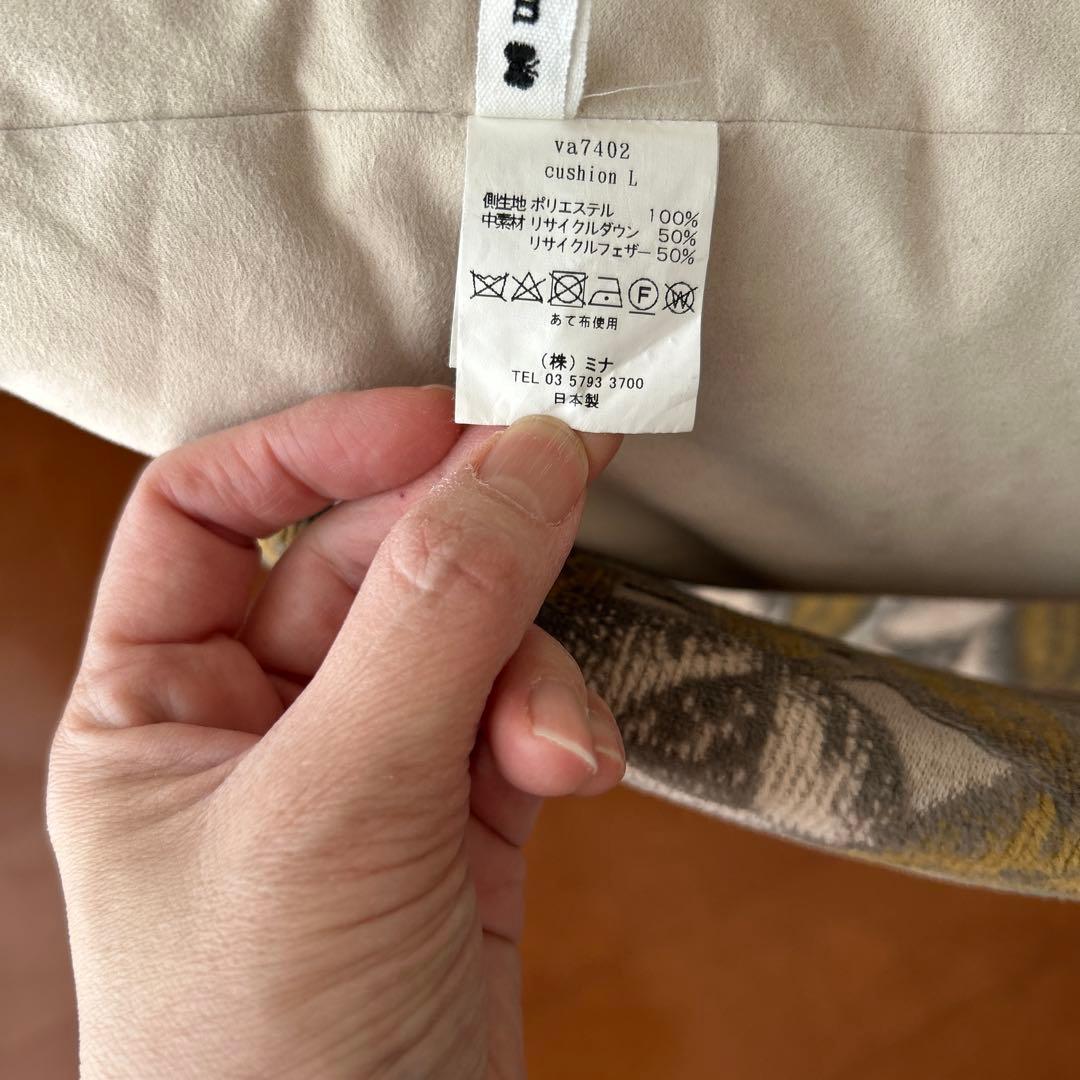 n
va7402
cushion L
側生地 ポリエステル 100%
中素材 リサイクルダウン 50%
リサイクルフェザー 50%
F W
あて布使用
(株) ミナ
TEL 03 5793 3700
日本製